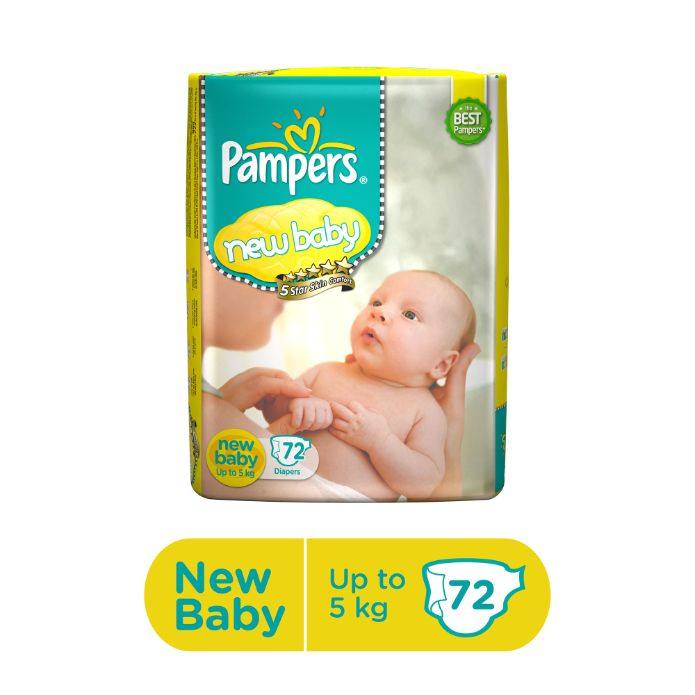 the
BEST
Pampers
Pampers®
new baby
5 Star Skin Comfort
new
baby
Up to 5 kg
72
Diapers
New
Baby
Up to
5 kg
72